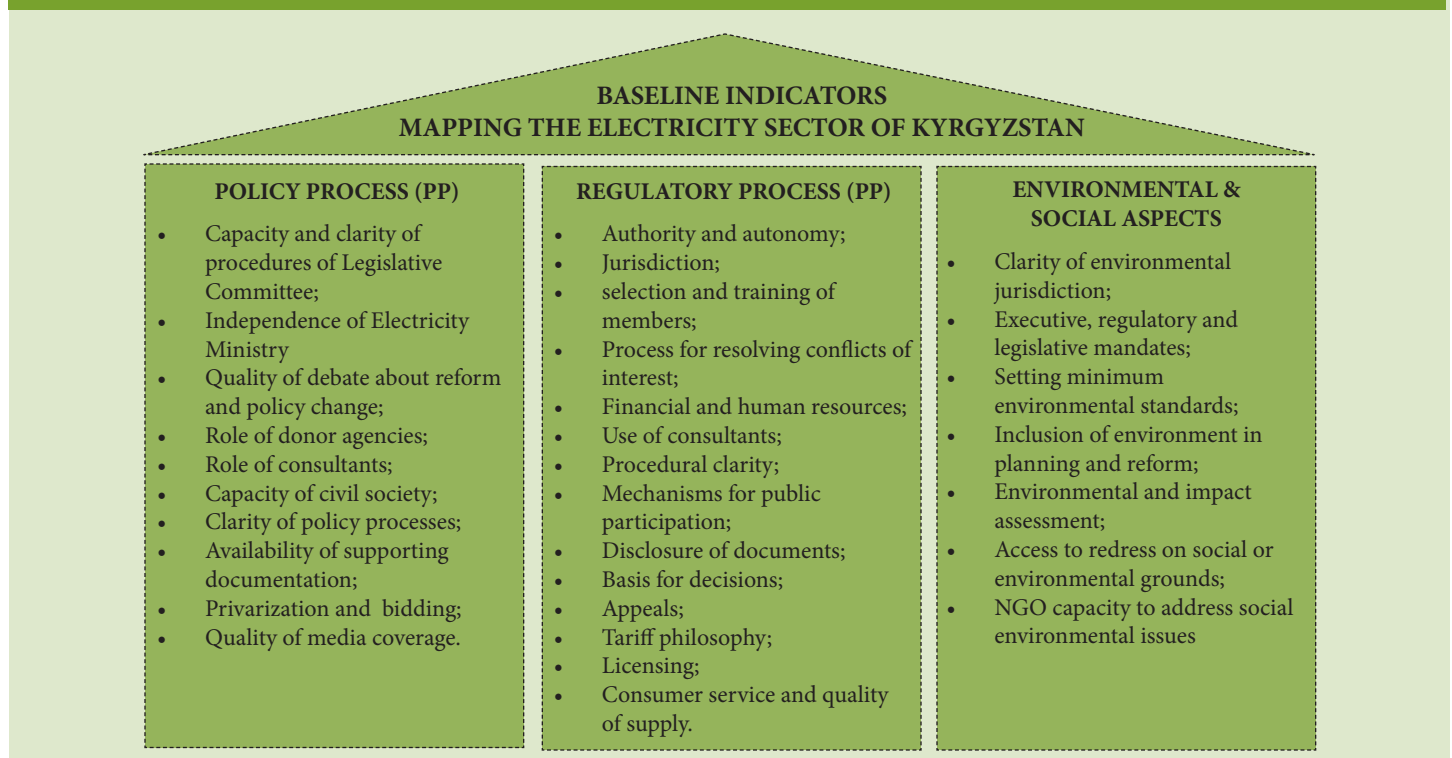 BASELINE INDICATORS
MAPPING THE ELECTRICITY SECTOR OF KYRGYZSTAN
POLICY PROCESS (PP)
• Capacity and clarity of
procedures of Legislative
Committee;
• Independence of Electricity
Ministry
• Quality of debate about reform
and policy change;
• Role of donor agencies;
• Role of consultants;
• Capacity of civil society;
• Clarity of policy processes;
• Availability of supporting
documentation;
• Privarization and bidding;
• Quality of media coverage.
REGULATORY PROCESS (PP)
• Authority and autonomy;
• Jurisdiction;
• selection and training of
members;
• Process for resolving conflicts of
interest;
• Financial and human resources;
• Use of consultants;
• Procedural clarity;
• Mechanisms for public
participation;
• Disclosure of documents;
• Basis for decisions;
• Appeals;
• Tariff philosophy;
• Licensing;
• Consumer service and quality
of supply.
ENVIRONMENTAL &
SOCIAL ASPECTS
• Clarity of environmental
jurisdiction;
• Executive, regulatory and
legislative mandates;
• Setting minimum
environmental standards;
• Inclusion of environment in
planning and reform;
• Environmental and impact
assessment;
• Access to redress on social or
environmental grounds;
• NGO capacity to address social
environmental issues